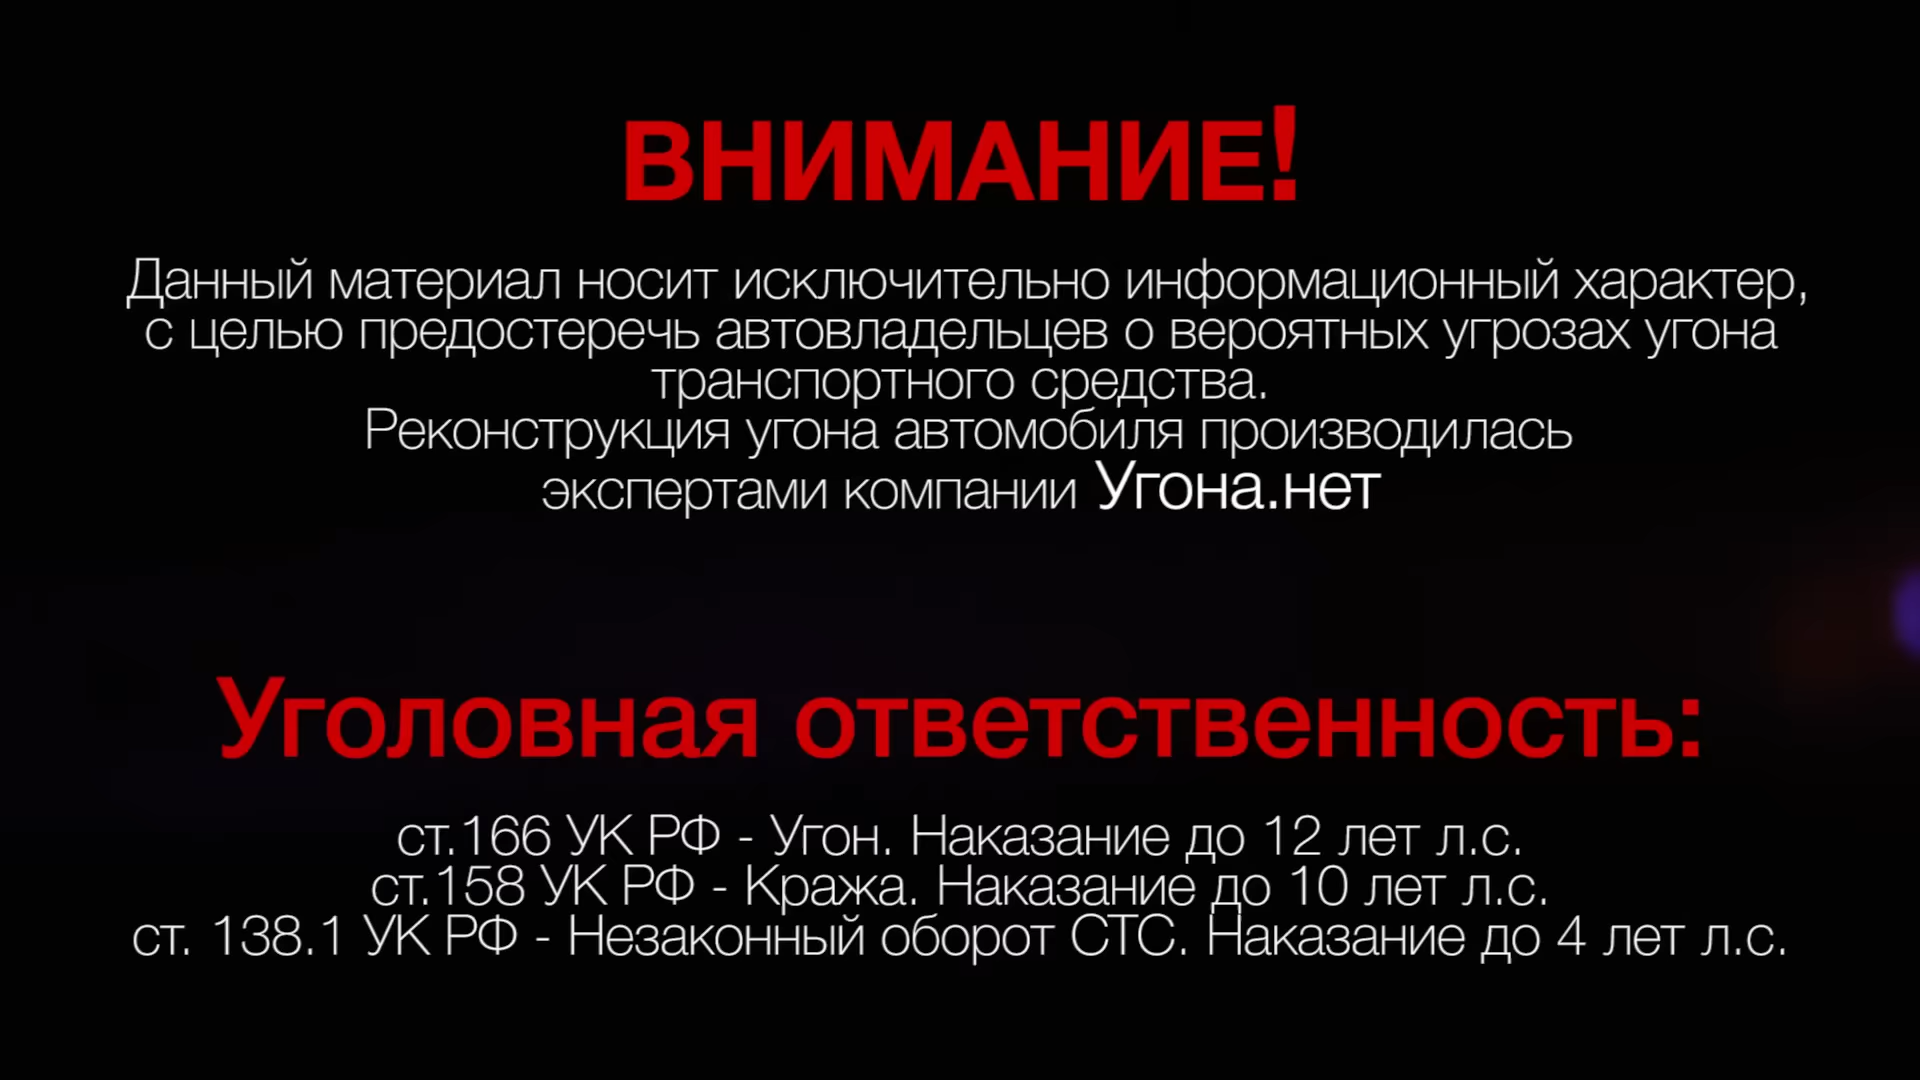 ВНИМАНИЕ!
Данный материал носит исключительно информационный характер,
с целью предостеречь автовладельцев о вероятных угрозах угона
транспортного средства.
Реконструкция угона автомобиля производилась
экспертами компании Угона.нет
Уголовная ответственность:
ст.166 УК РФ - Угон. Наказание до 12 лет л.с.
ст.158 УК РФ - Кража. Наказание до 10 лет л.с.
ст. 138.1 УК РФ - Незаконный оборот СТС. Наказание до 4 лет л.с.